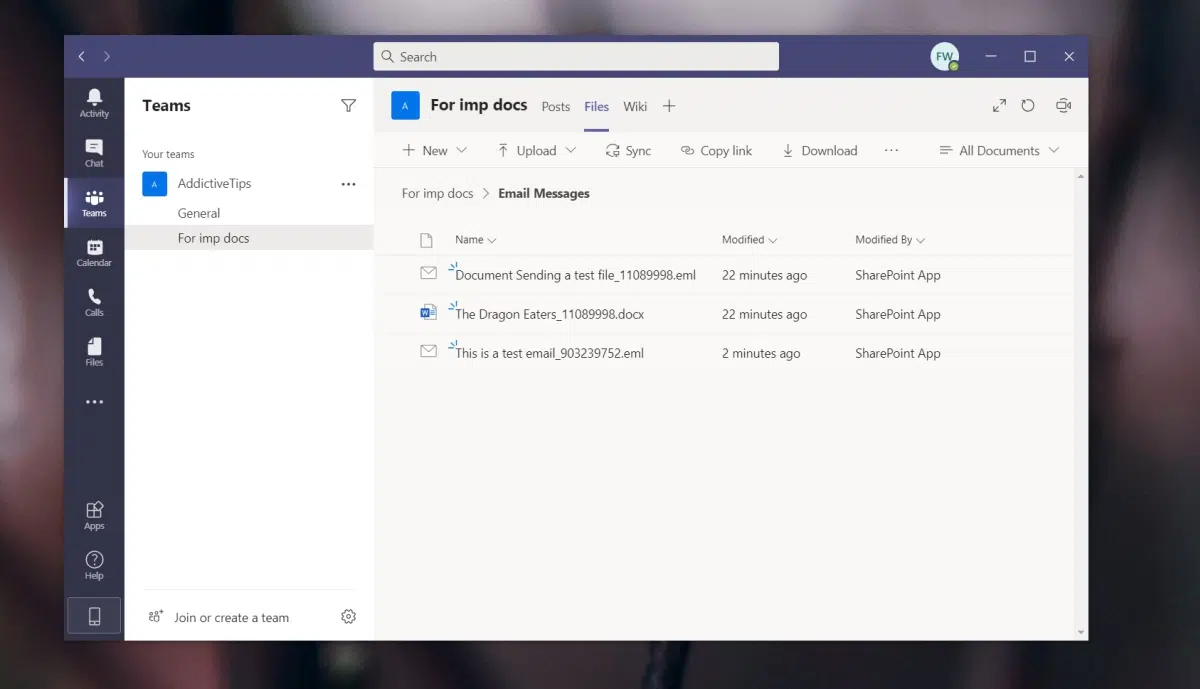 Search
FW
Activity
Chat
Teams
Calendar
Calls
Files
Apps
Help
Teams
Your teams
A AddictiveTips
General
For imp docs
Join or create a team
A For imp docs Posts Files Wiki
New Upload Sync Copy link Download All Documents
For imp docs > Email Messages
Name Modified Modified By
Document Sending a test file_11089998.eml 22 minutes ago SharePoint App
W The Dragon Eaters_11089998.docx 22 minutes ago SharePoint App
This is a test email_903239752.eml 2 minutes ago SharePoint App